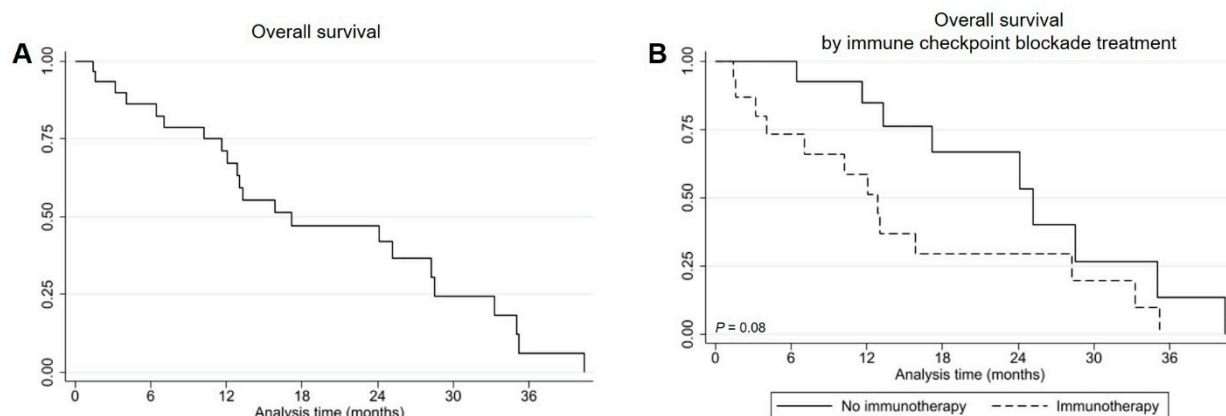 A
Overall survival
1.00
0.75
0.50
0.25
0.00
0 6 12 18 24 30 36
Analysis time (months)
B
Overall survival
by immune checkpoint blockade treatment
1.00
0.75
0.50
0.25
0.00
P = 0.08
0 6 12 18 24 30 36
Analysis time (months)
No immunotherapy Immunotherapy